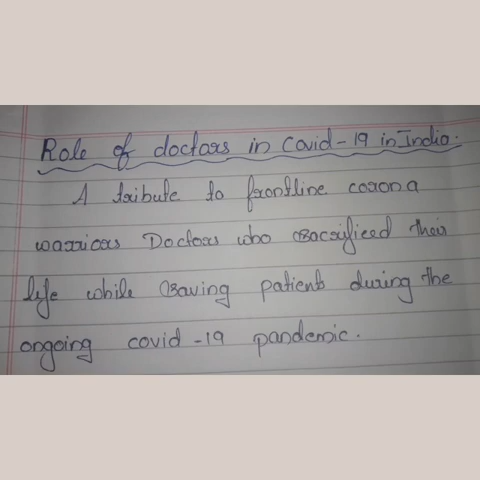 Role of doctors in Covid-19 in India.
A tribute to frontline corona
warriors Doctors who sacrificed their
life while saving patients during the
ongoing covid-19 pandemic.